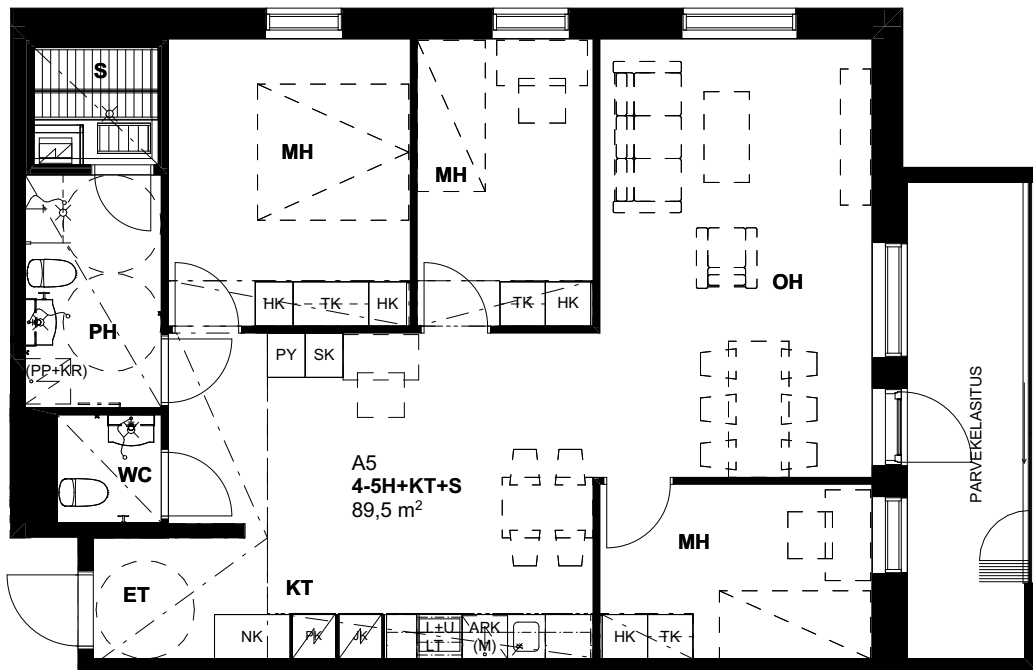 S
MH
MH
OH
HK
TK
HK
TK
HK
PH
(PP+KR)
PY
SK
WC
A5
4-5H+KT+S
89,5 m²
PARVEKELASITUS
MH
ET
KT
NK
PK
JK
L+U
LT
ARK
(M)
HK
TK